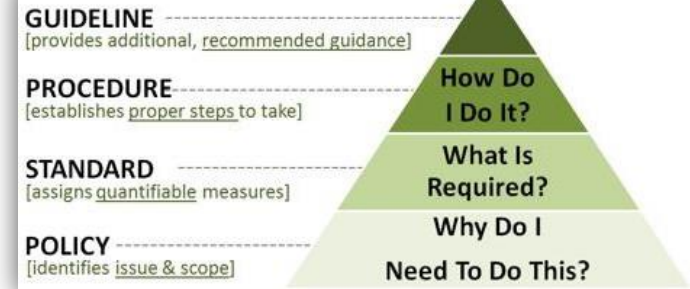 GUIDELINE
[provides additional, recommended guidance]
PROCEDURE
[establishes proper steps to take]
How Do
I Do It?
STANDARD
[assigns quantifiable measures]
What Is
Required?
POLICY
[identifies issue & scope]
Why Do I
Need To Do This?